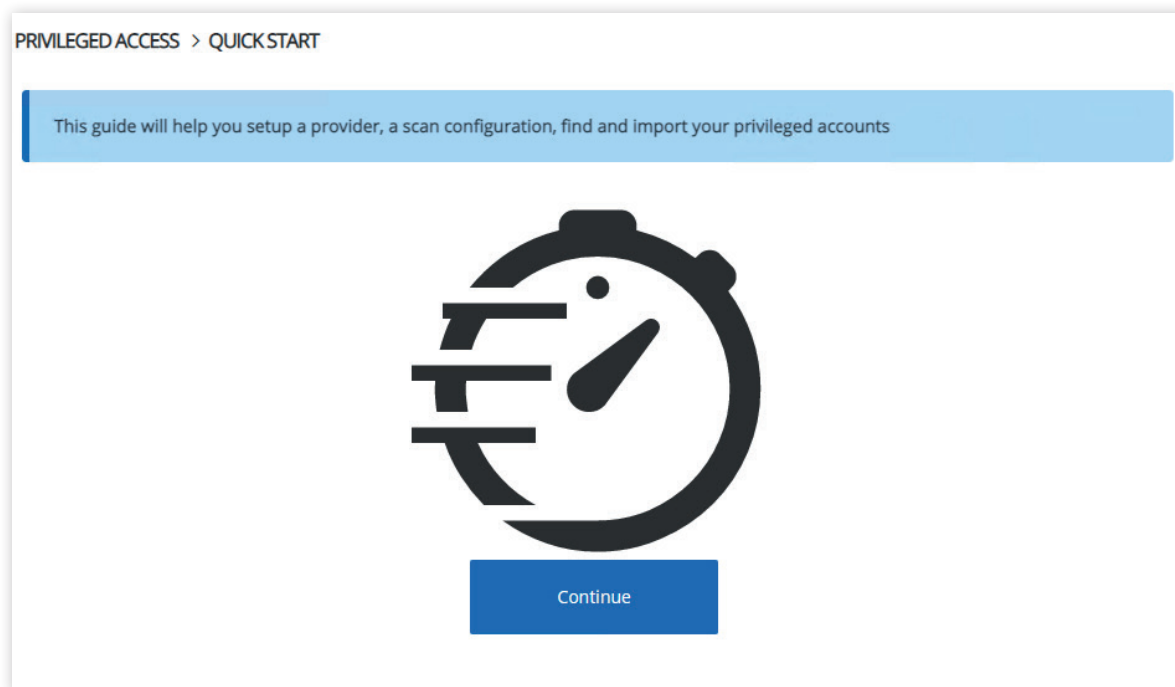 PRIVILEGED ACCESS > QUICK START
This guide will help you setup a provider, a scan configuration, find and import your privileged accounts
Continue